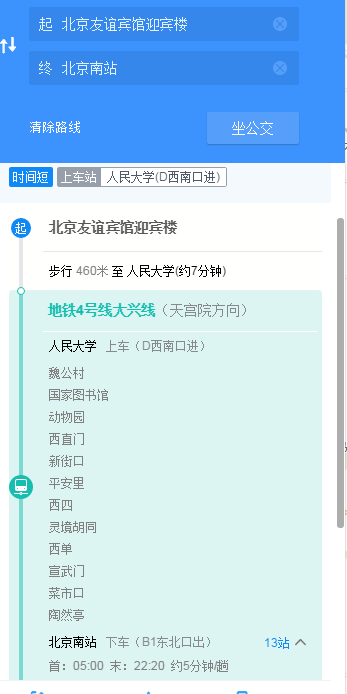 起 北京友谊宾馆迎宾楼
终 北京南站
清除路线 坐公交
时间短 上车站 人民大学(D西南口进)
起 北京友谊宾馆迎宾楼
步行 460米 至 人民大学(约7分钟)
地铁4号线大兴线（天宫院方向）
人民大学 上车（D西南口进）
魏公村
国家图书馆
动物园
西直门
新街口
平安里
西四
灵境胡同
西单
宣武门
菜市口
陶然亭
北京南站 下车（B1东北口出） 13站
首：05:00 末：22:20 约5分钟/趟